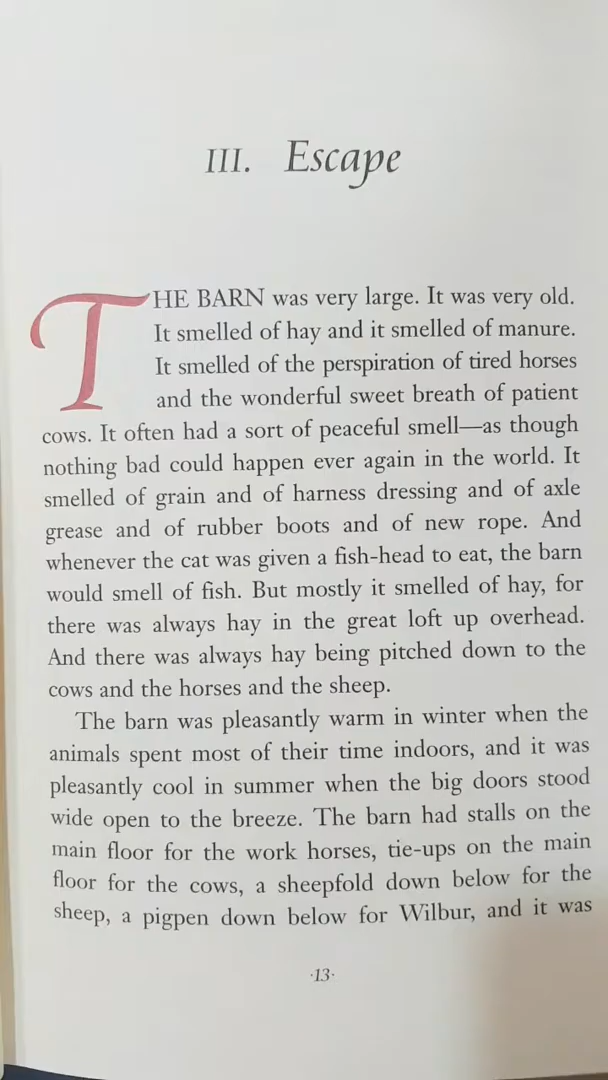 III. Escape
THE BARN was very large. It was very old.
It smelled of hay and it smelled of manure.
It smelled of the perspiration of tired horses
and the wonderful sweet breath of patient
cows. It often had a sort of peaceful smell—as though
nothing bad could happen ever again in the world. It
smelled of grain and of harness dressing and of axle
grease and of rubber boots and of new rope. And
whenever the cat was given a fish-head to eat, the barn
would smell of fish. But mostly it smelled of hay, for
there was always hay in the great loft up overhead.
And there was always hay being pitched down to the
cows and the horses and the sheep.
The barn was pleasantly warm in winter when the
animals spent most of their time indoors, and it was
pleasantly cool in summer when the big doors stood
wide open to the breeze. The barn had stalls on the
main floor for the work horses, tie-ups on the main
floor for the cows, a sheepfold down below for the
sheep, a pigpen down below for Wilbur, and it was
·13·